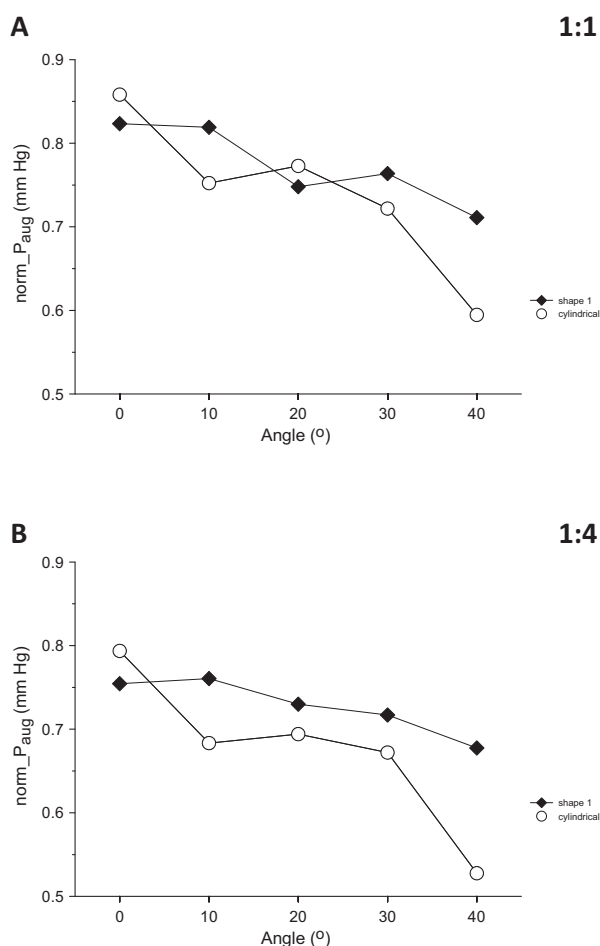 A 1:1
0.9
0.8
0.7
0.6
0.5
norm_Paug (mm Hg)
0 10 20 30 40
Angle (o)
shape 1
cylindrical
B 1:4
0.9
0.8
0.7
0.6
0.5
norm_Paug (mm Hg)
0 10 20 30 40
Angle (o)
shape 1
cylindrical